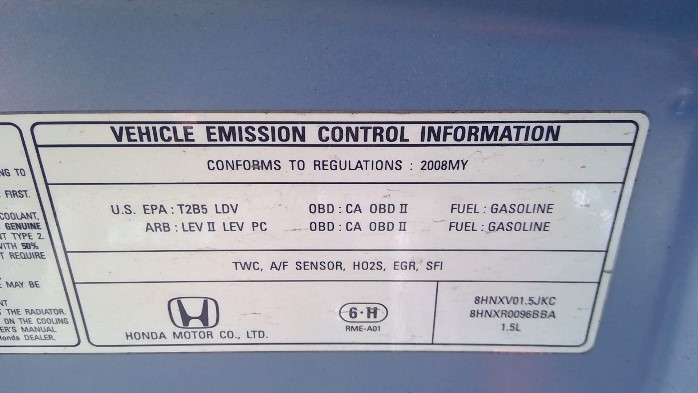 NG TO
FIRST.
COOLANT,
GENUINE
NT TYPE 2.
WITH 50%
T REQUIRE
E MAY BE
NT
THE RADIATOR.
ON THE COOLING
ER'S MANUAL
Honda DEALER.
VEHICLE EMISSION CONTROL INFORMATION
CONFORMS TO REGULATIONS : 2008MY
U.S. EPA : T2B5 LDV OBD : CA OBD II FUEL : GASOLINE
ARB : LEV II LEV PC OBD : CA OBD II FUEL : GASOLINE
TWC, A/F SENSOR, HO2S, EGR, SFI
HONDA MOTOR CO., LTD.
6·H
RME-A01
8HNXV01.5JKC
8HNXR0096BBA
1.5L